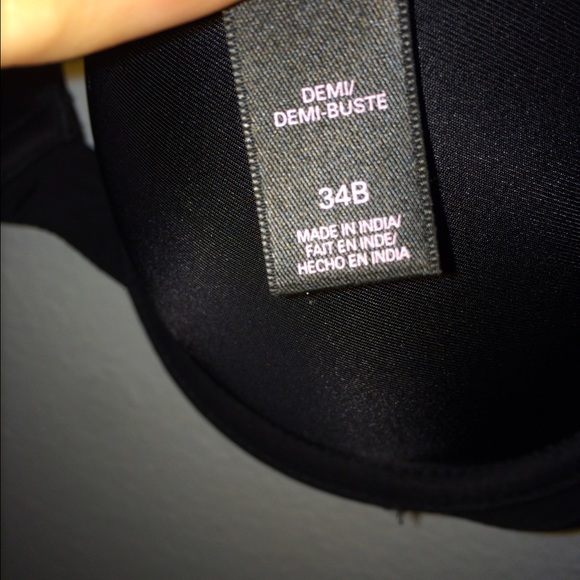 DEMI/
DEMI-BUSTE
34B
MADE IN INDIA/
FAIT EN INDE/
HECHO EN INDIA